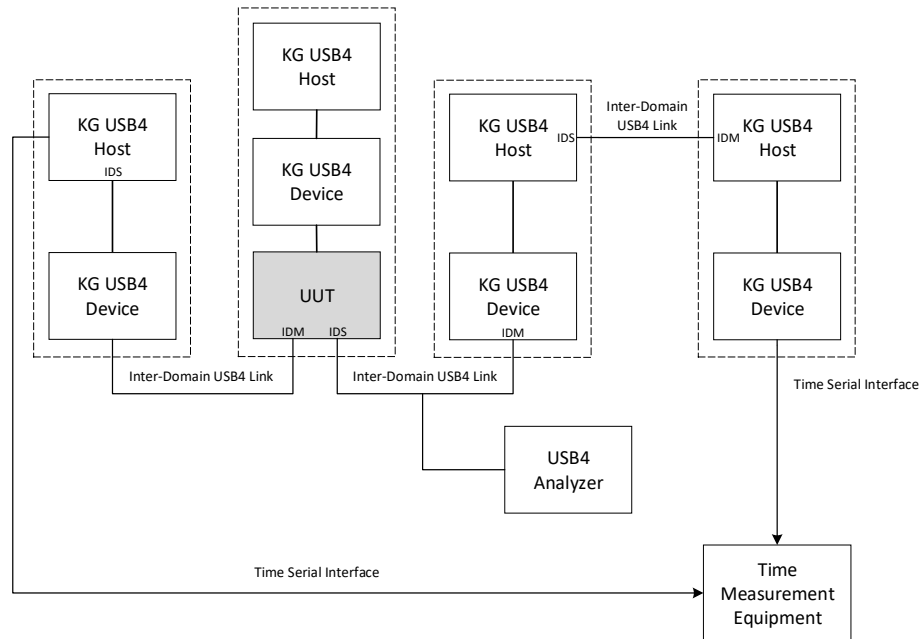 KG USB4
Host
KG USB4
Host
IDS
KG USB4
Device
KG USB4
Device
UUT
IDM
IDS
KG USB4
Host
IDS
KG USB4
Device
IDM
Inter-Domain
USB4 Link
KG USB4
Host
IDM
KG USB4
Device
Inter-Domain USB4 Link
Inter-Domain USB4 Link
Time Serial Interface
USB4
Analyzer
Time Serial Interface
Time
Measurement
Equipment